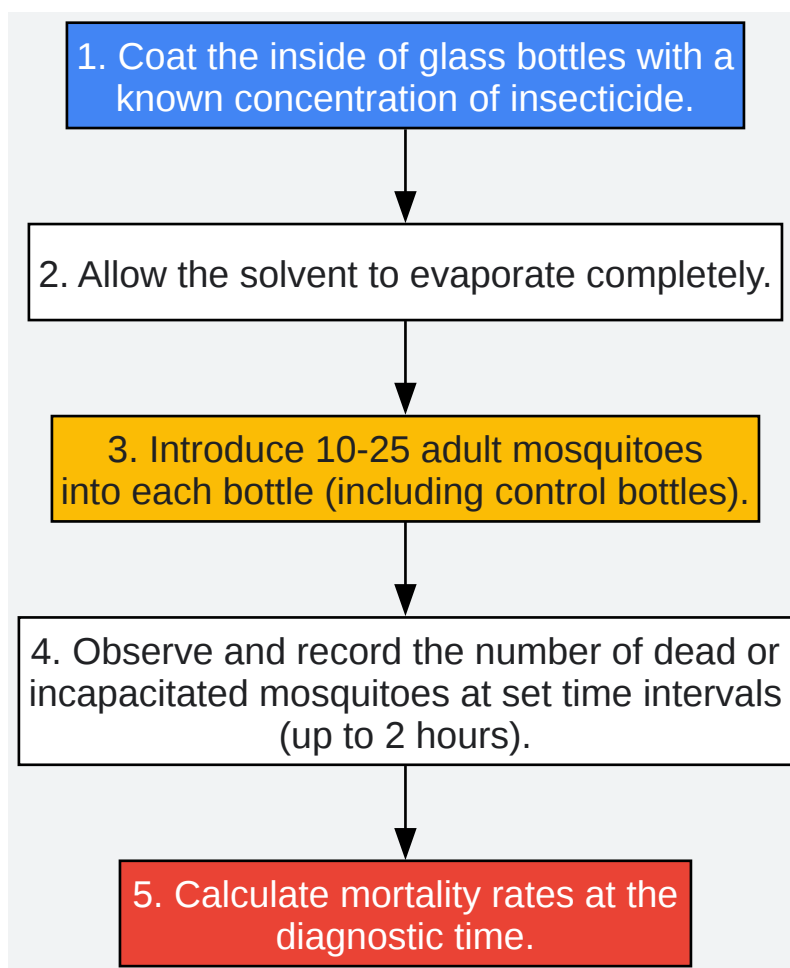 1. Coat the inside of glass bottles with a
known concentration of insecticide.
2. Allow the solvent to evaporate completely.
3. Introduce 10-25 adult mosquitoes
into each bottle (including control bottles).
4. Observe and record the number of dead or
incapacitated mosquitoes at set time intervals
(up to 2 hours).
5. Calculate mortality rates at the
diagnostic time.